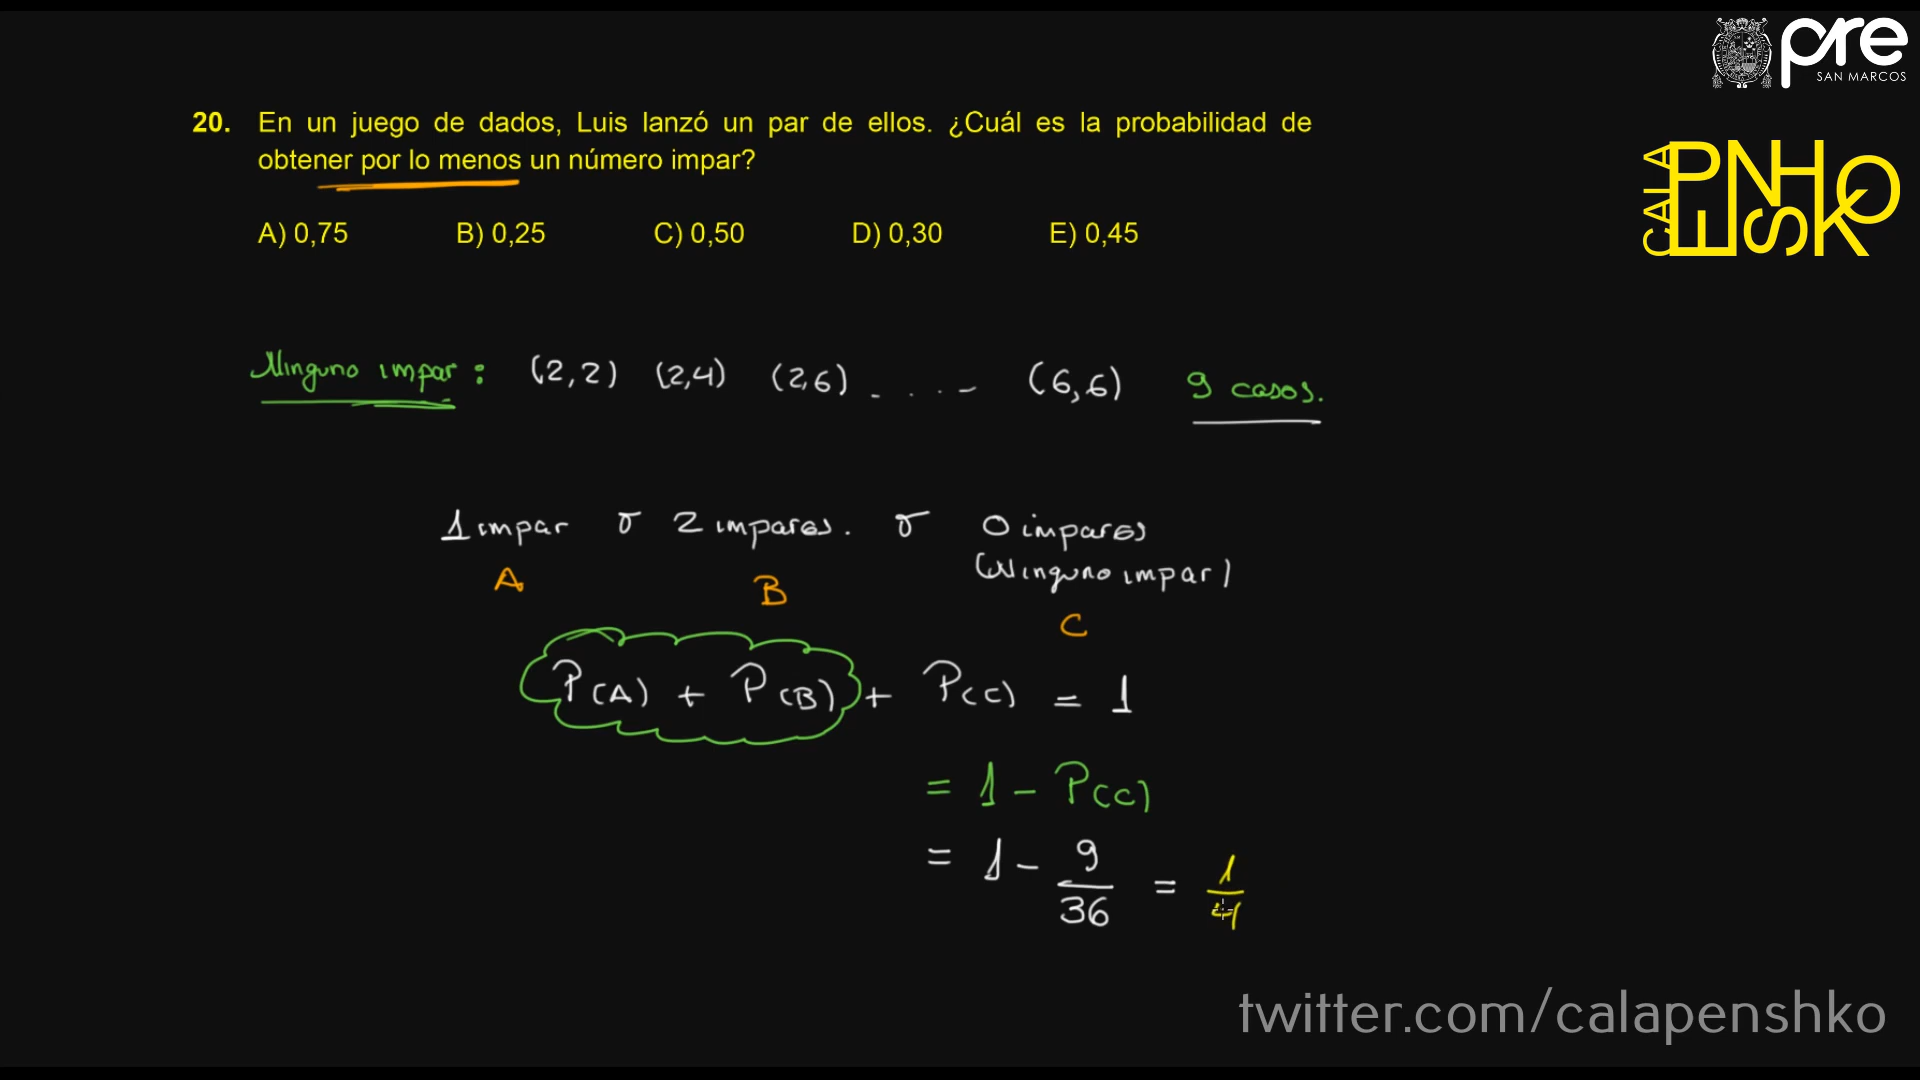 pre
SAN MARCOS
CALA
PNHO
ESK
20. En un juego de dados, Luis lanzó un par de ellos. ¿Cuál es la probabilidad de
obtener por lo menos un número impar?
A) 0,75 B) 0,25 C) 0,50 D) 0,30 E) 0,45
Ninguno impar : (2,2) (2,4) (2,6) ..... (6,6) 9 casos.
1 impar ó 2 impares. ó 0 impares
(Ninguno impar)
A B C
P(A) + P(B) + P(C) = 1
= 1 - P(C)
= 1 - 9/36 = 1/4
twitter.com/calapenshko